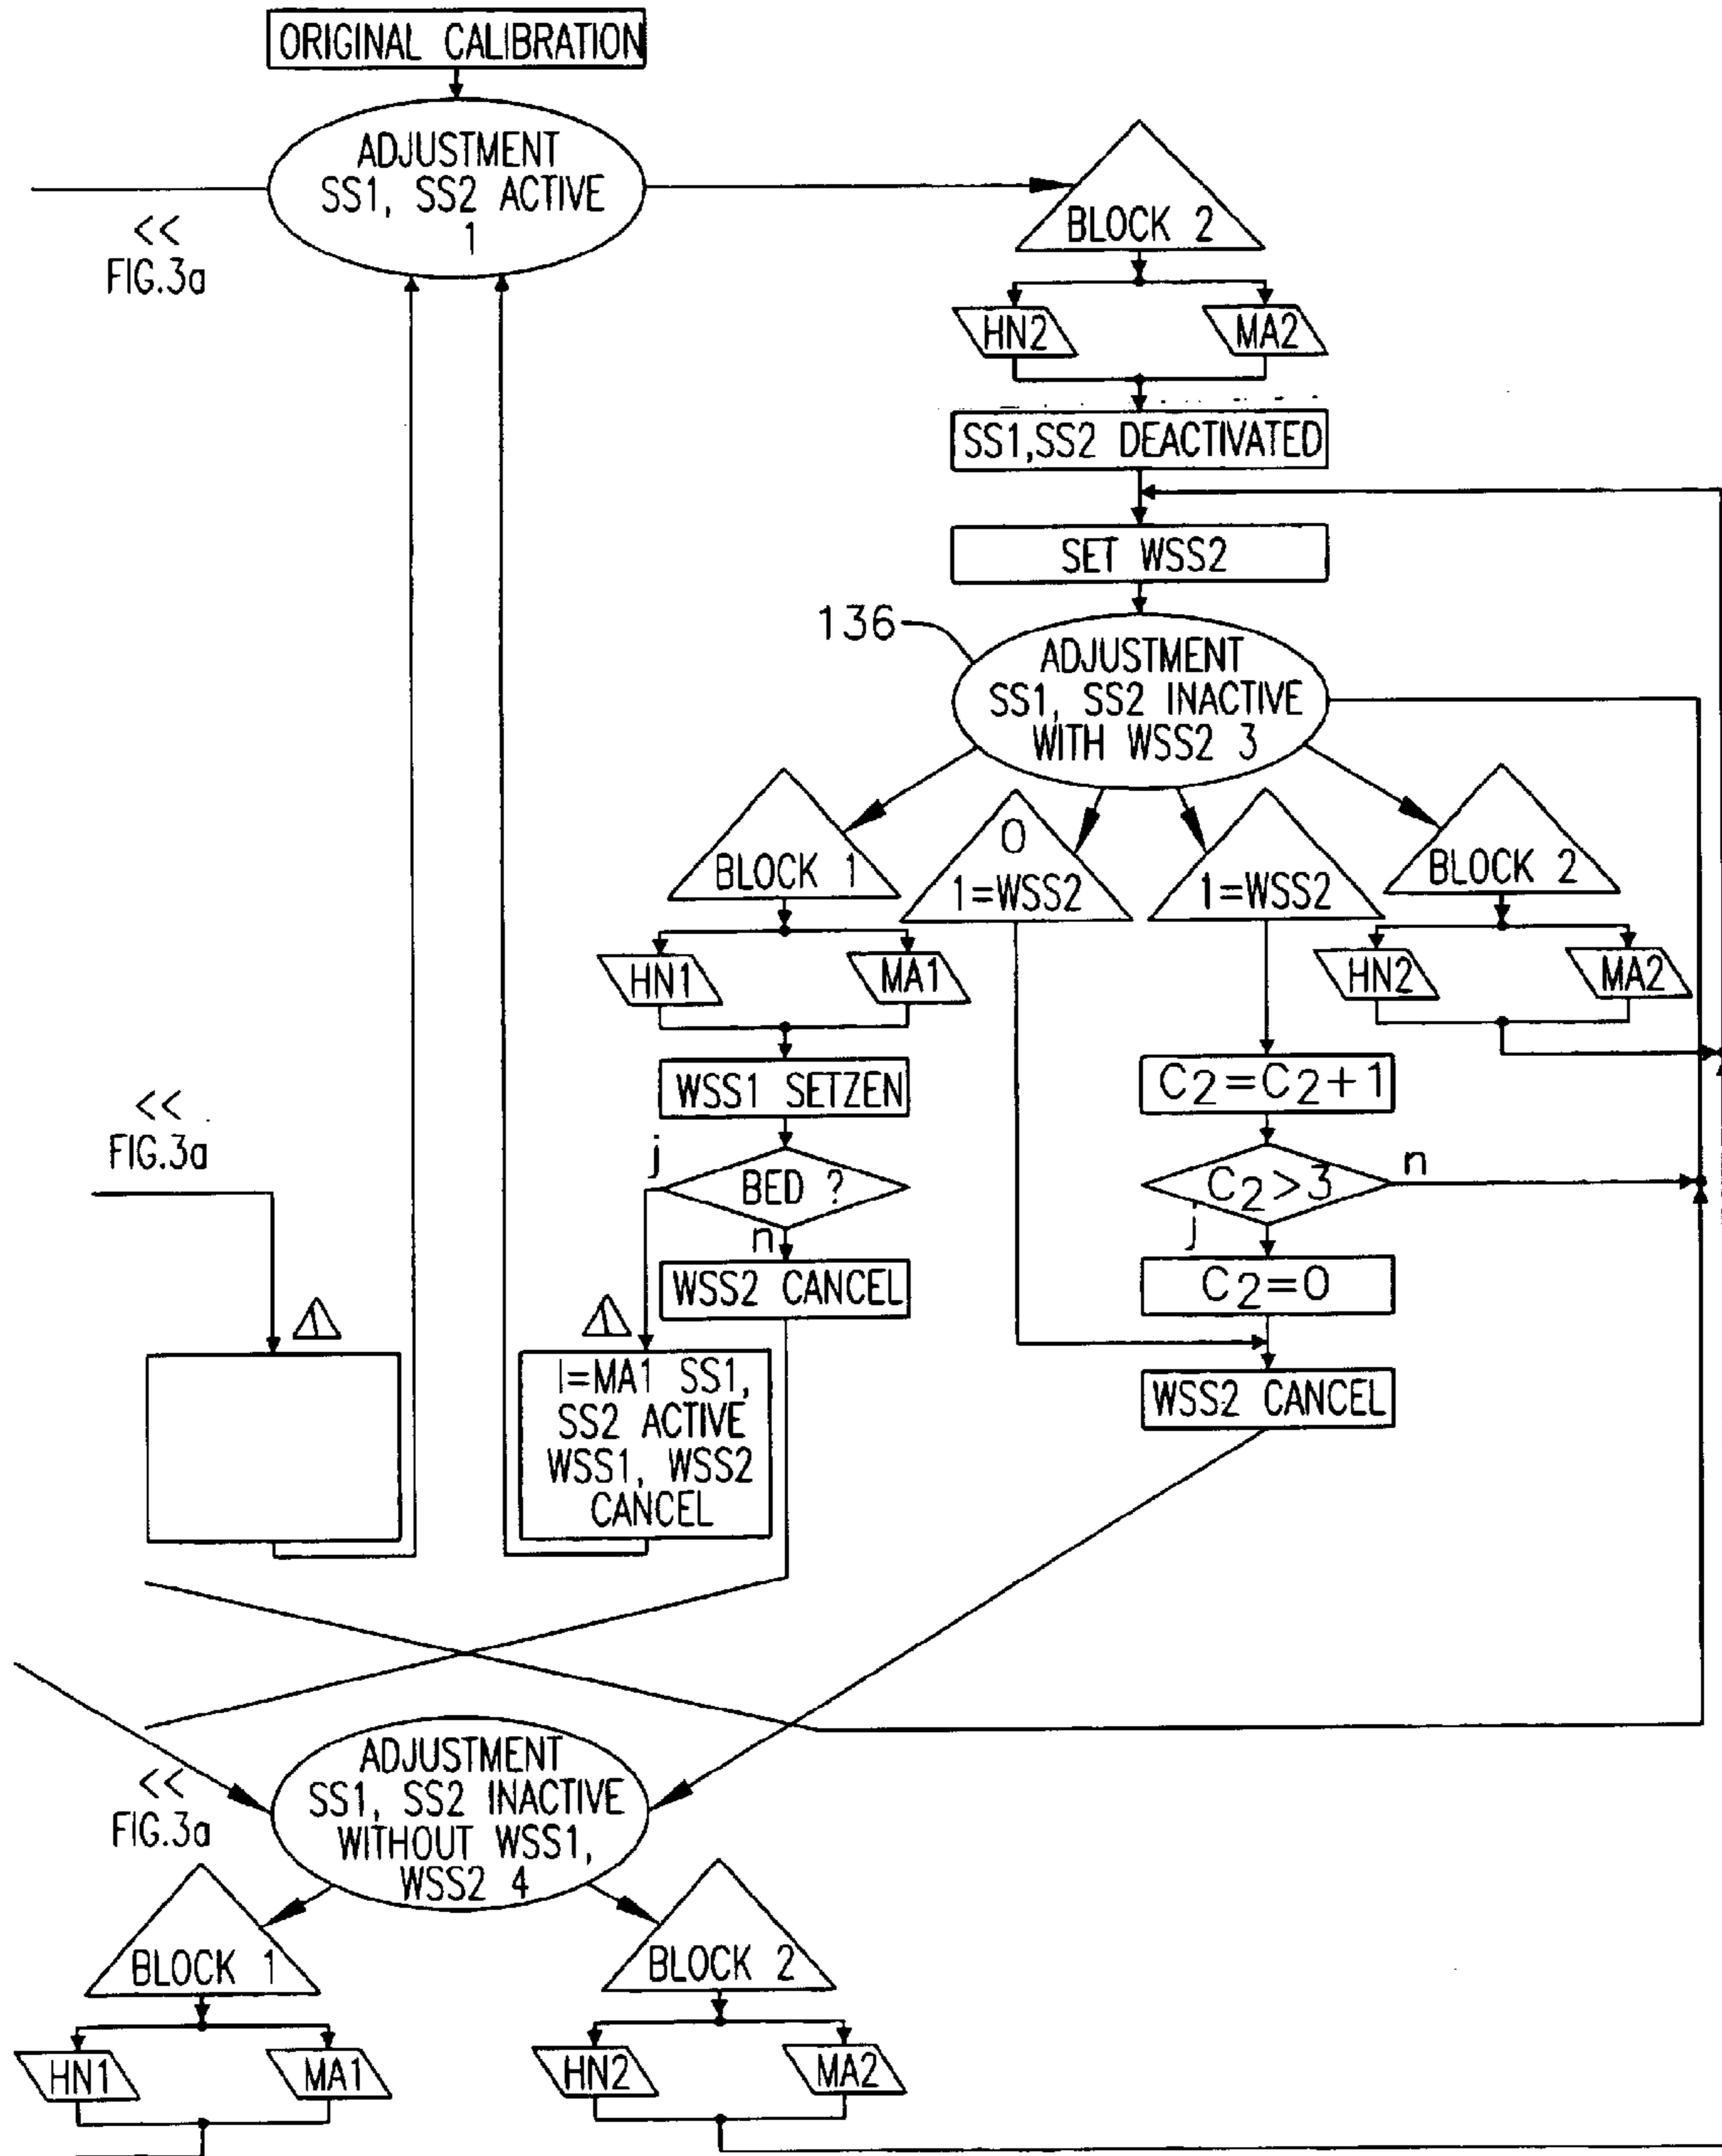 ORIGINAL CALIBRATION
ADJUSTMENT
SS1, SS2 ACTIVE
1
<<
FIG.3a
BLOCK 2
HN2
MA2
SS1,SS2 DEACTIVATED
SET WSS2
136
ADJUSTMENT
SS1, SS2 INACTIVE
WITH WSS2 3
BLOCK 1
0
1=WSS2
1=WSS2
BLOCK 2
HN1
MA1
HN2
MA2
WSS1 SETZEN
C2=C2+1
<<
FIG.3a
j
BED ?
n
C2>3
n
j
WSS2 CANCEL
C2=0
1
1
I=MA1 SS1,
SS2 ACTIVE
WSS1, WSS2
CANCEL
WSS2 CANCEL
<<
FIG.3a
ADJUSTMENT
SS1, SS2 INACTIVE
WITHOUT WSS1,
WSS2 4
BLOCK 1
BLOCK 2
HN1
MA1
HN2
MA2